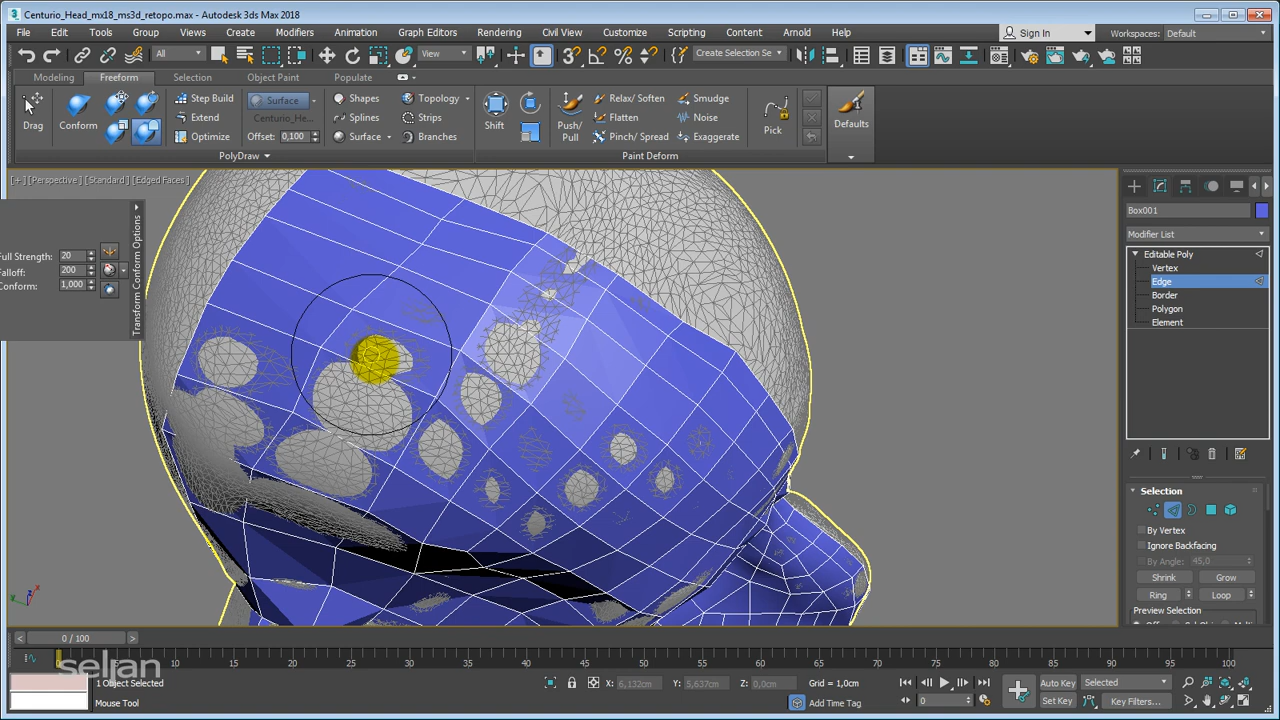 Centurio_Head_mx18_ms3d_retopo.max - Autodesk 3ds Max 2018
File Edit Views Tools Group Views Create Modifiers Animation Graph Editors Rendering Civil View Customize Scripting Content Arnold Help Sign In Workspaces: Default
All View Create Selection Se
Modeling Freeform Selection Object Paint Populate
Drag Conform Step Build Extend Optimize
Surface Centurio_He... Offset: 0,100
Shapes Splines Surface
Topology Strips Branches
Shift Push/ Pull
Relax/ Soften Flatten Pinch/ Spread
Smudge Noise Exaggerate
Pick Defaults
PolyDraw Paint Deform
[+] [Perspective] [Standard] [Edged Faces]
Full Strength: 20
Falloff: 200
Conform: 1,000
Transform Conform Options
Box001
Modifier List
Editable Poly
Vertex
Edge
Border
Polygon
Element
Selection
By Vertex
Ignore Backfacing
By Angle: 45,0
Shrink Grow
Ring Loop
Preview Selection
0 / 100
5 10 15 20 25 30 35 40 45 50 55 60 65 70 75 80 85 90 95 100
selian
1 Object Selected X: 6,132cm Y: 5,637cm Z: 0,0cm Grid = 1,0cm Auto Key Selected
Mouse Tool Add Time Tag 0 Set Key Key Filters...